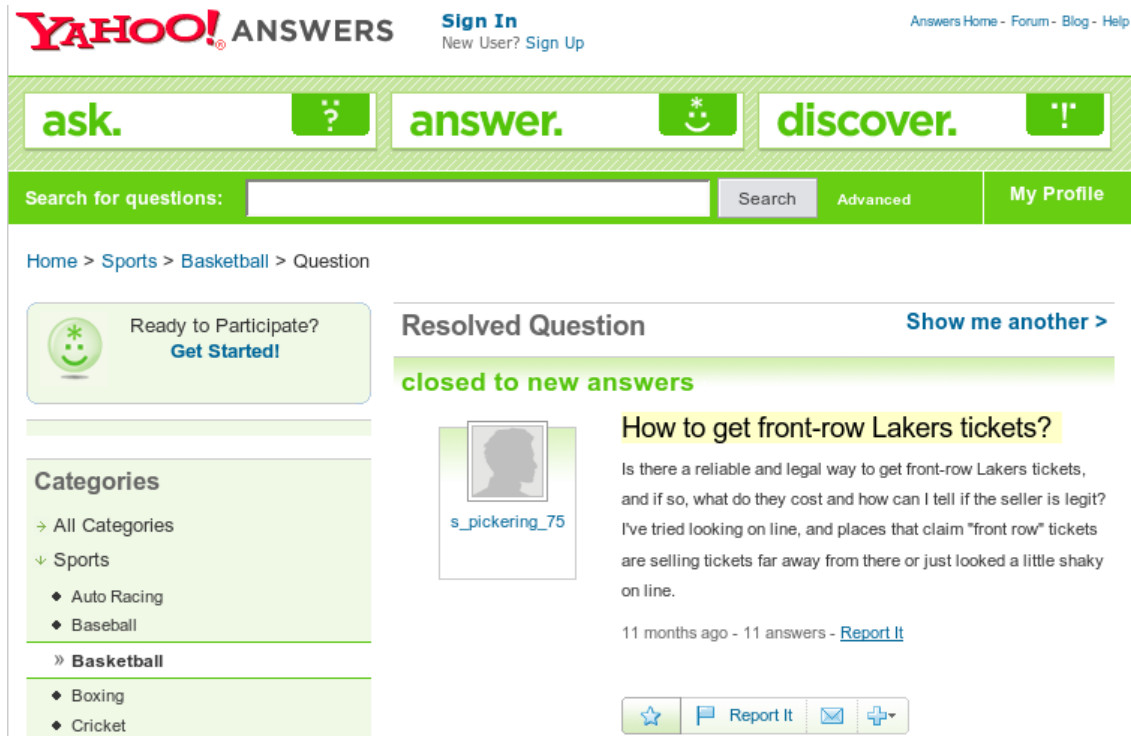 YAHOO! ANSWERS
Sign In
New User? Sign Up
Answers Home - Forum - Blog - Help
ask. ?
answer.
discover. !
Search for questions: Search Advanced My Profile
Home > Sports > Basketball > Question
Ready to Participate?
Get Started!
Categories
All Categories
Sports
Auto Racing
Baseball
» Basketball
Boxing
Cricket
Resolved Question
Show me another >
closed to new answers
s_pickering_75
How to get front-row Lakers tickets?
Is there a reliable and legal way to get front-row Lakers tickets,
and if so, what do they cost and how can I tell if the seller is legit?
I've tried looking on line, and places that claim "front row" tickets
are selling tickets far away from there or just looked a little shaky
on line.
11 months ago - 11 answers - Report It
Report It